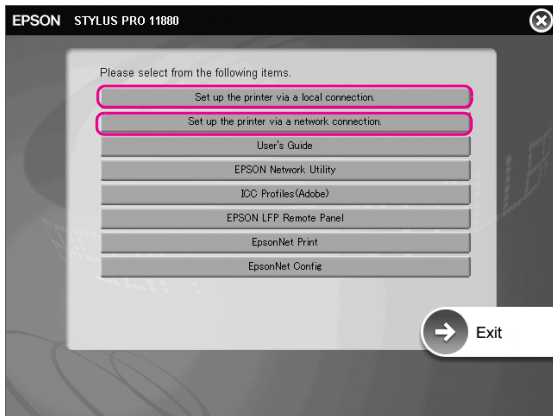 EPSON STYLUS PRO 11880
Please select from the following items.
Set up the printer via a local connection.
Set up the printer via a network connection.
User's Guide
EPSON Network Utility
ICC Profiles(Adobe)
EPSON LFP Remote Panel
EpsonNet Print
EpsonNet Config
Exit